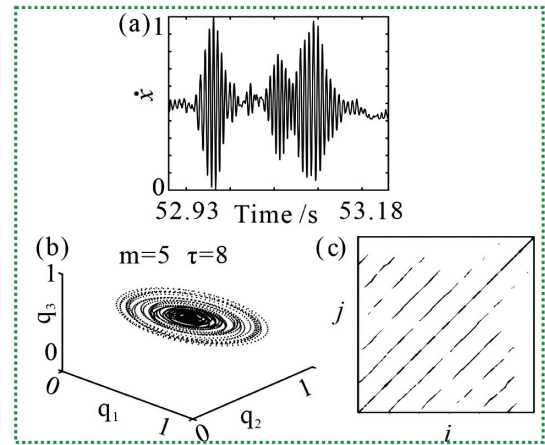 (a)
1
ẋ
0
52.93 Time /s 53.18
(b)
m=5 τ=8
1
q₃
0
0
q₁
1
0
q₂
1
(c)
j
i